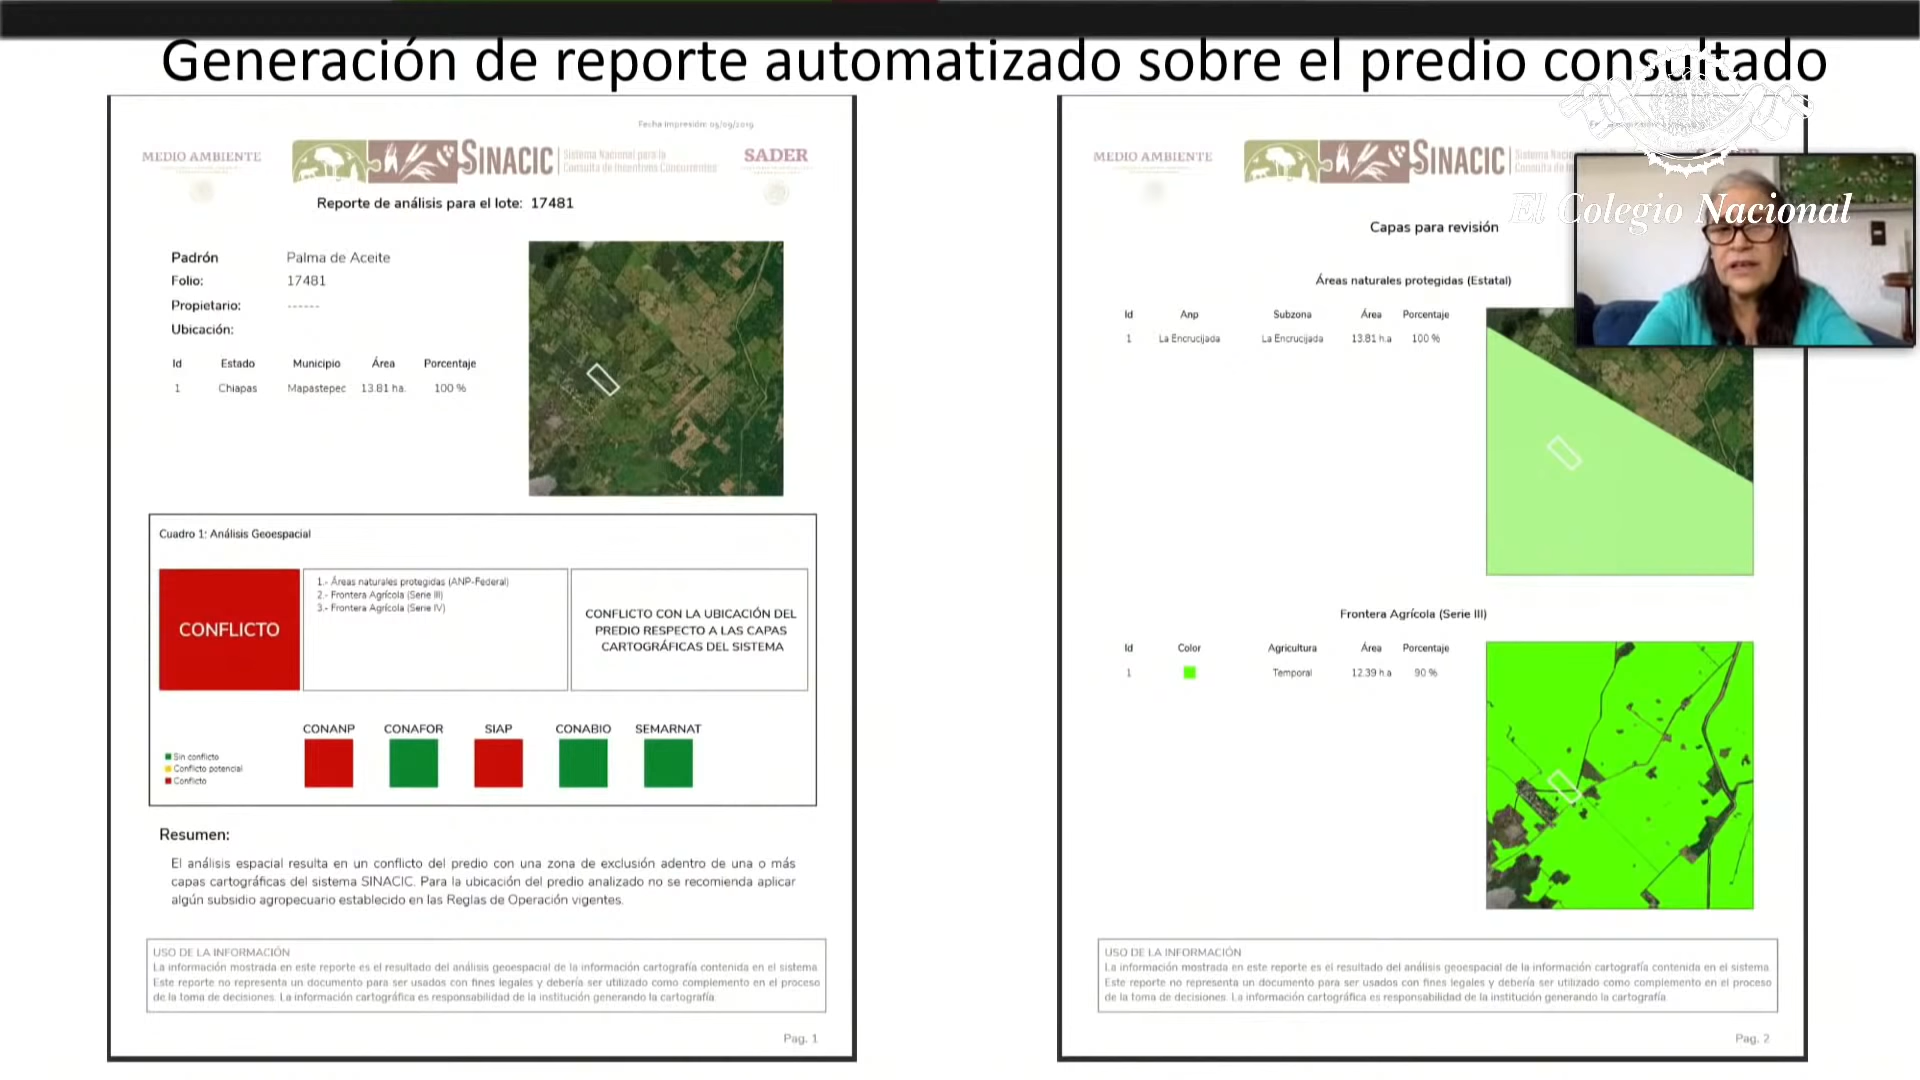 Generación de reporte automatizado sobre el predio consultado
Fecha Impresión: 03/09/2019
MEDIO AMBIENTE
SINACIC
Sistema Nacional para la
Consulta de Incentivos Concurrentes
SADER
Reporte de análisis para el lote: 17481
Padrón Palma de Aceite
Folio: 17481
Propietario: ------
Ubicación:
Id Estado Municipio Área Porcentaje
1 Chiapas Mapastepec 13.81 ha. 100 %
Cuadro 1: Análisis Geoespacial
CONFLICTO
1.- Áreas naturales protegidas (ANP-Federal)
2.- Frontera Agrícola (Serie III)
3.- Frontera Agrícola (Serie IV)
CONFLICTO CON LA UBICACIÓN DEL
PREDIO RESPECTO A LAS CAPAS
CARTOGRÁFICAS DEL SISTEMA
CONANP CONAFOR SIAP CONABIO SEMARNAT
Sin conflicto
Conflicto potencial
Conflicto
Resumen:
El análisis espacial resulta en un conflicto del predio con una zona de exclusión adentro de una o más
capas cartográficas del sistema SINACIC. Para la ubicación del predio analizado no se recomienda aplicar
algún subsidio agropecuario establecido en las Reglas de Operación vigentes.
USO DE LA INFORMACIÓN
La información mostrada en este reporte es el resultado del análisis geoespacial de la información cartografía contenida en el sistema
Este reporte no representa un documento para ser usados con fines legales y debería ser utilizado como complemento en el proceso
de la toma de decisiones. La información cartográfica es responsabilidad de la institución generando la cartografía
Pag. 1
MEDIO AMBIENTE
SINACIC
Sistema
El Colegio Nacional
Capas para revisión
Áreas naturales protegidas (Estatal)
Id Anp Subzona Área Porcentaje
1 La Encrucijada La Encrucijada 13.81 h.a 100 %
Frontera Agrícola (Serie III)
Id Color Agricultura Área Porcentaje
1 Temporal 12.39 h.a 90 %
USO DE LA INFORMACIÓN
La información mostrada en este reporte es el resultado del análisis geoespacial de la información cartografía contenida en el sistema
Este reporte no representa un documento para ser usados con fines legales y debería ser utilizado como complemento en el proceso
de la toma de decisiones. La información cartográfica es responsabilidad de la institución generando la cartografía
Pag. 2